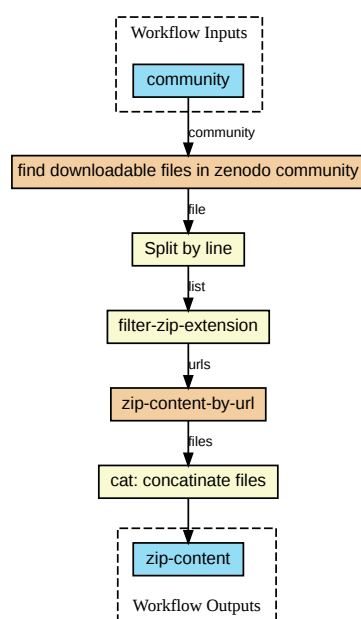 Workflow Inputs
community
community
find downloadable files in zenodo community
file
Split by line
list
filter-zip-extension
urls
zip-content-by-url
files
cat: concatinate files
zip-content
Workflow Outputs